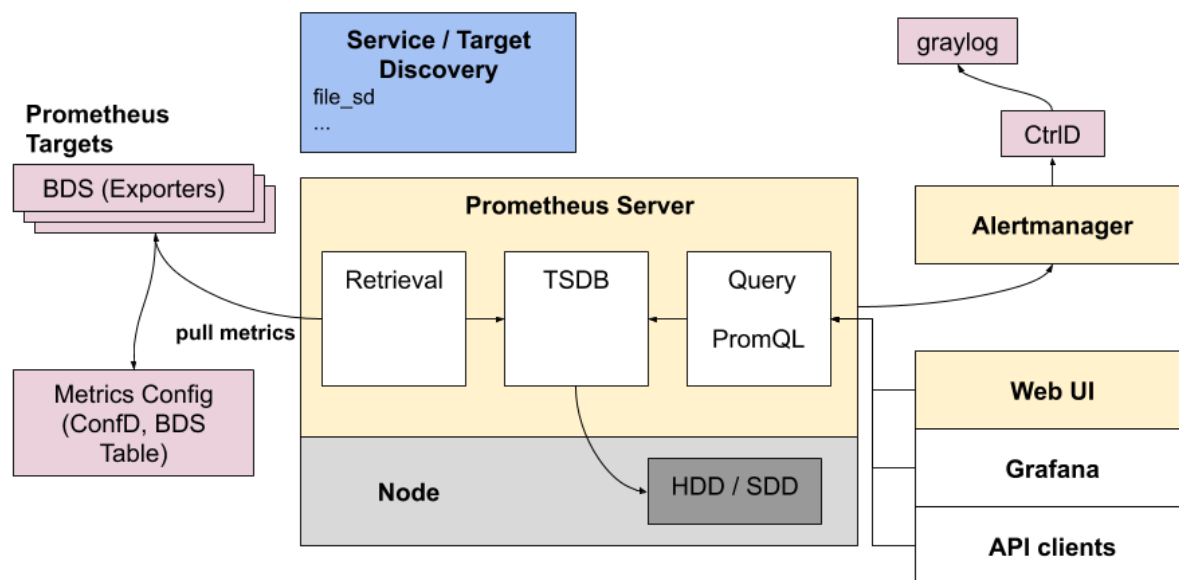 Service / Target
Discovery
file_sd
...
graylog
CtrlD
Prometheus
Targets
BDS (Exporters)
Prometheus Server
Alertmanager
Retrieval
TSDB
Query
PromQL
pull metrics
Metrics Config
(ConfD, BDS
Table)
Web UI
Node
HDD / SDD
Grafana
API clients